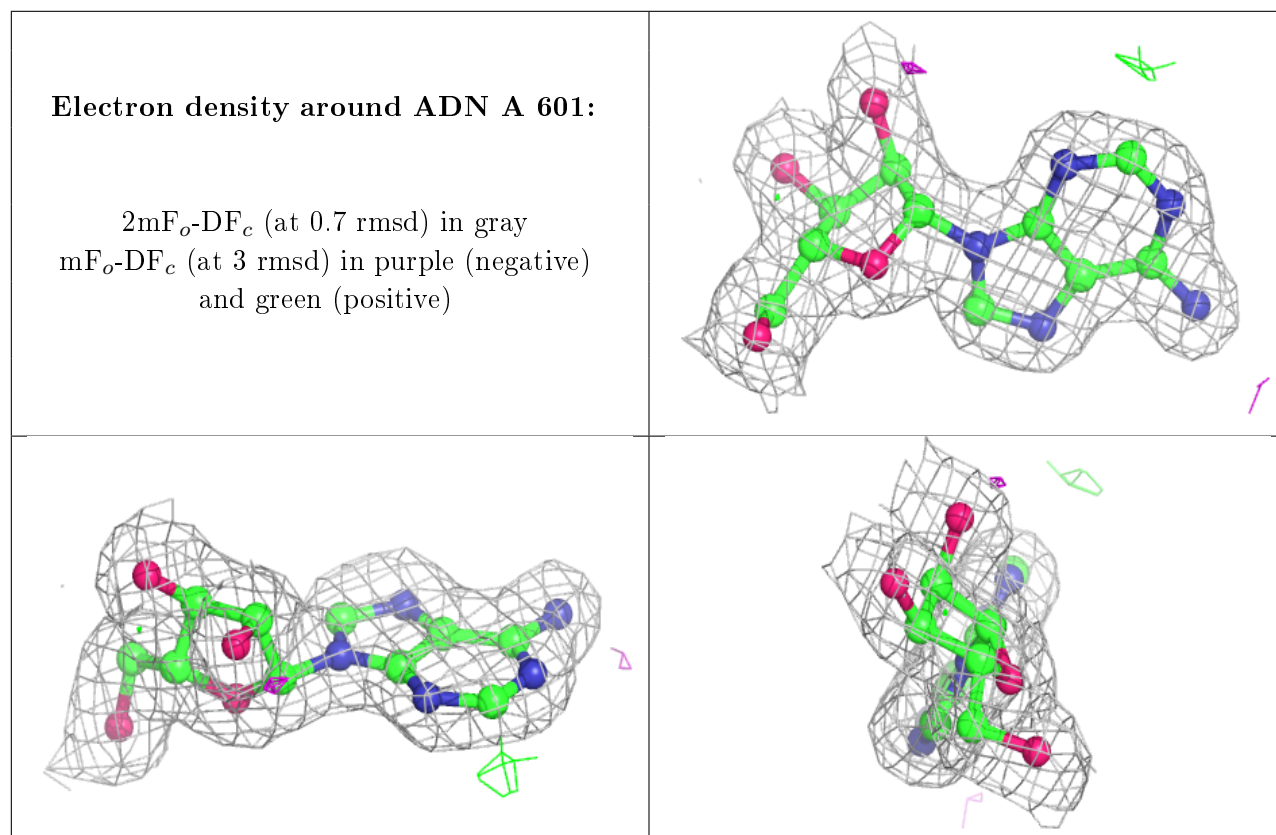 Electron density around ADN A 601:
2mFo-DFc (at 0.7 rmsd) in gray
mFo-DFc (at 3 rmsd) in purple (negative)
and green (positive)